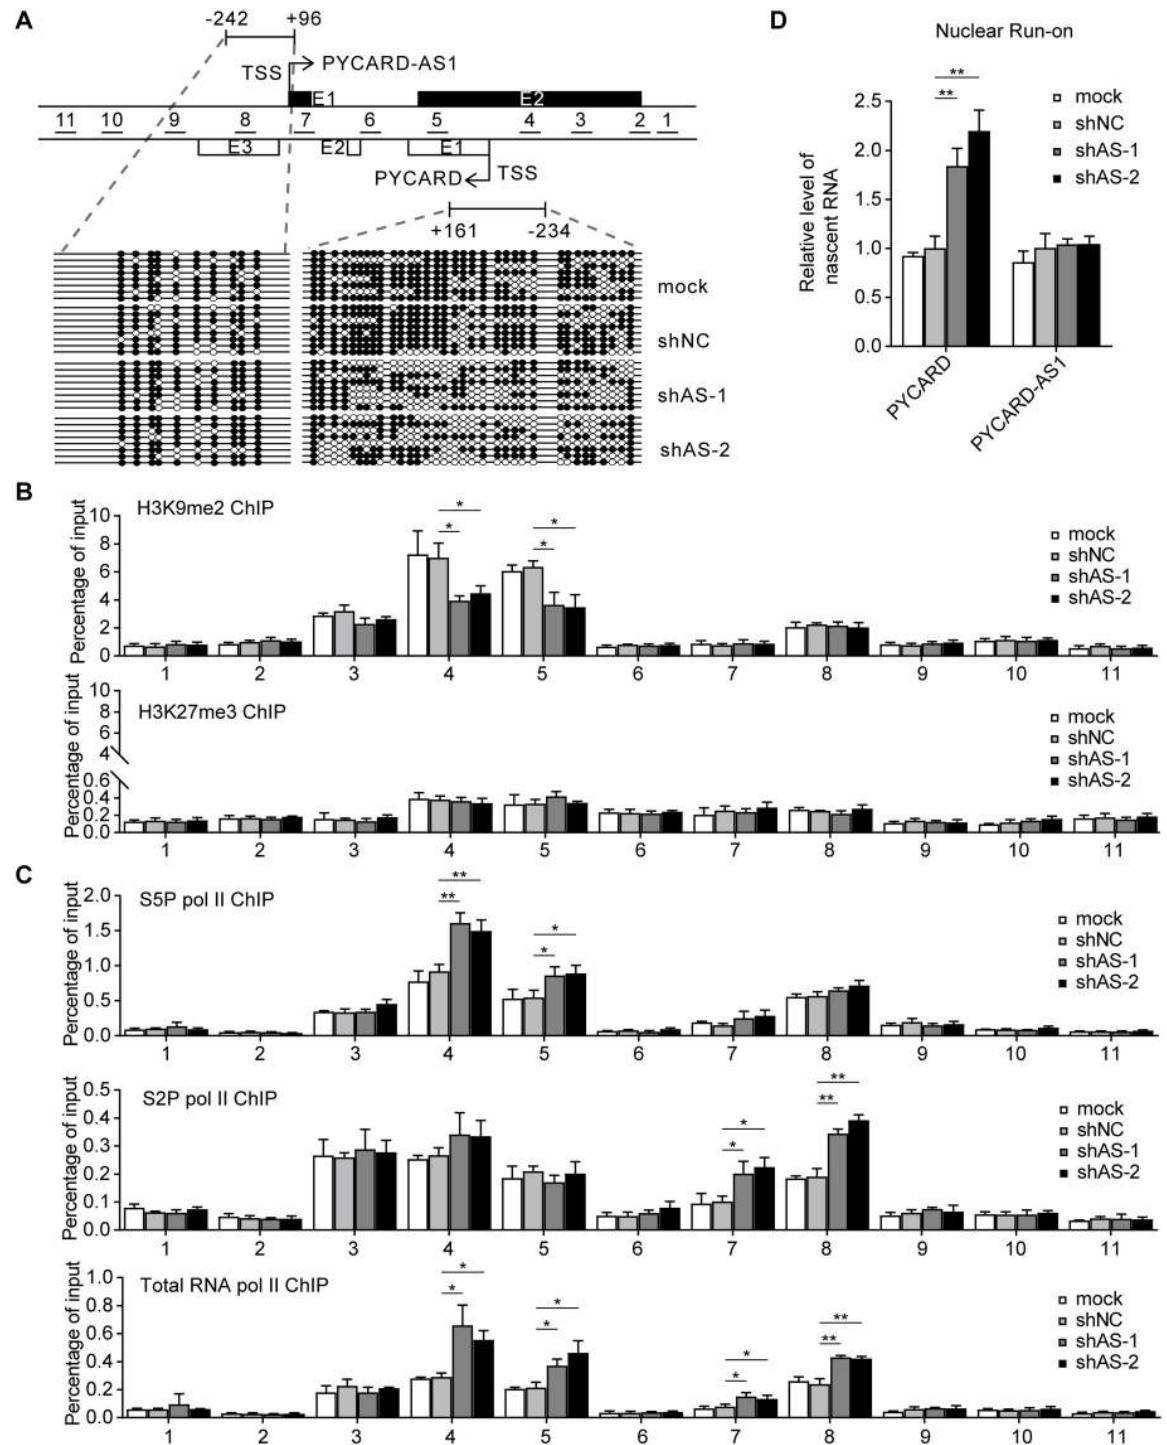 A
-242 +96
TSS PYCARD-AS1
E1 E2
11 10 9 8 7 6 5 4 3 2 1
E3 E2 E1
PYCARD TSS
+161 -234
mock
shNC
shAS-1
shAS-2
D
Nuclear Run-on
Relative level of
nascent RNA
2.5
2.0
1.5
1.0
0.5
0.0
** 
**
mock
shNC
shAS-1
shAS-2
PYCARD PYCARD-AS1
B
H3K9me2 ChIP
Percentage of input
10
8
6
4
2
0
* *
* *
mock
shNC
shAS-1
shAS-2
1 2 3 4 5 6 7 8 9 10 11
H3K27me3 ChIP
Percentage of input
10
8
6
4
0.6
0.4
0.2
0.0
mock
shNC
shAS-1
shAS-2
1 2 3 4 5 6 7 8 9 10 11
C
S5P pol II ChIP
Percentage of input
2.0
1.5
1.0
0.5
0.0
** *
** *
mock
shNC
shAS-1
shAS-2
1 2 3 4 5 6 7 8 9 10 11
S2P pol II ChIP
Percentage of input
0.5
0.4
0.3
0.2
0.1
0.0
* **
* **
mock
shNC
shAS-1
shAS-2
1 2 3 4 5 6 7 8 9 10 11
Total RNA pol II ChIP
Percentage of input
1.0
0.8
0.6
0.4
0.2
0.0
* * * **
* * * **
mock
shNC
shAS-1
shAS-2
1 2 3 4 5 6 7 8 9 10 11